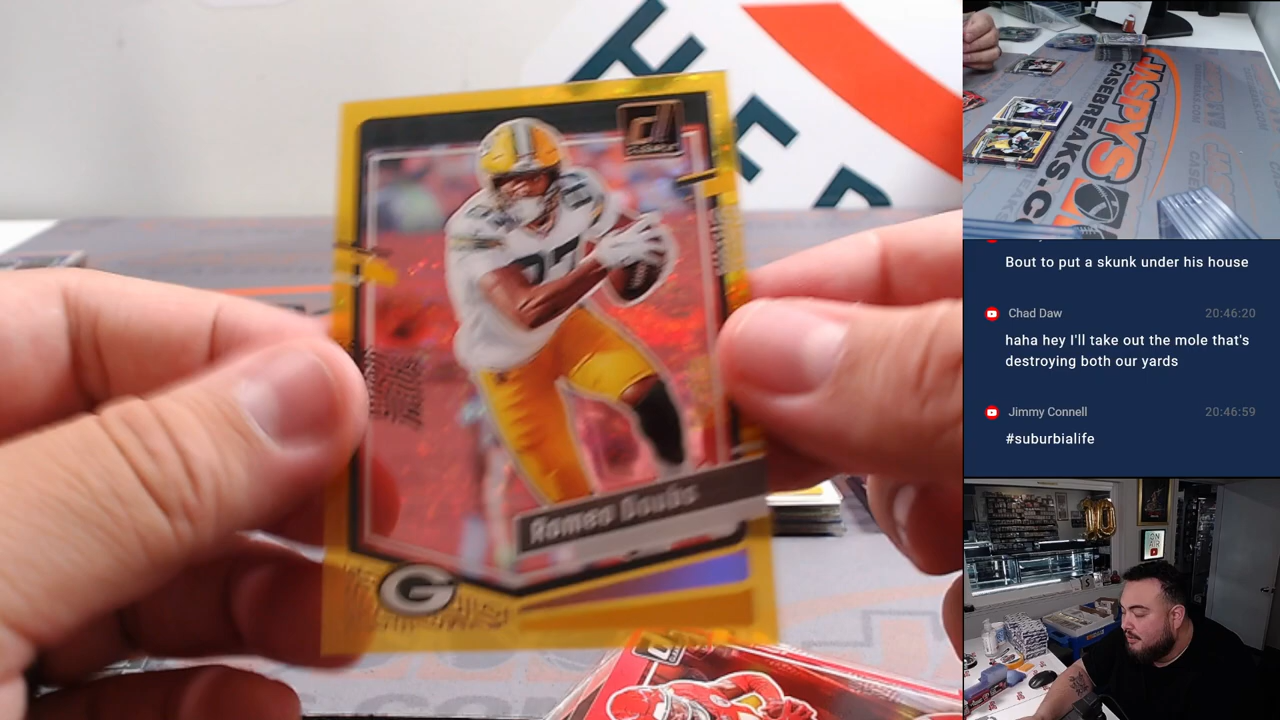 Romeo Doubs
G
JASPYS
CASEBREAKS.C
Bout to put a skunk under his house
Chad Daw 20:46:20
haha hey I'll take out the mole that's
destroying both our yards
Jimmy Connell 20:46:59
#suburbialife